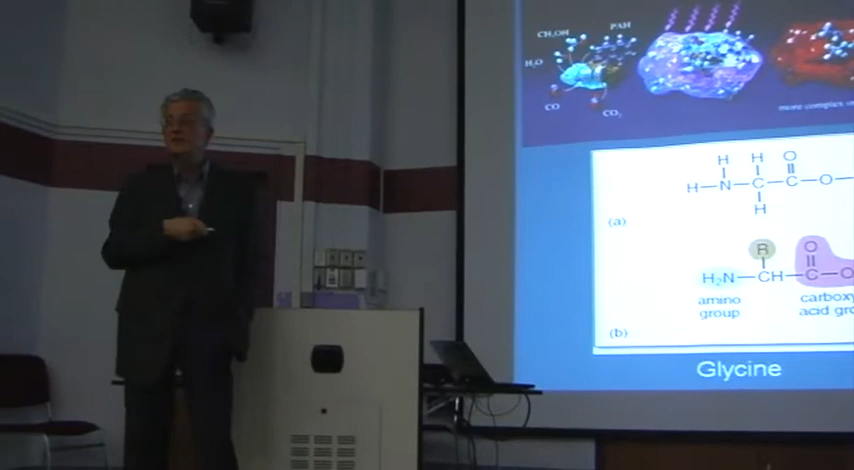 CH₃OH
PAH
H₂O
CO
CO₂
more complex
H H O
H—N—C—C—O—
H
(a)
R O
H₂N—CH—C—O
amino group
carboxy
acid gro
(b)
Glycine